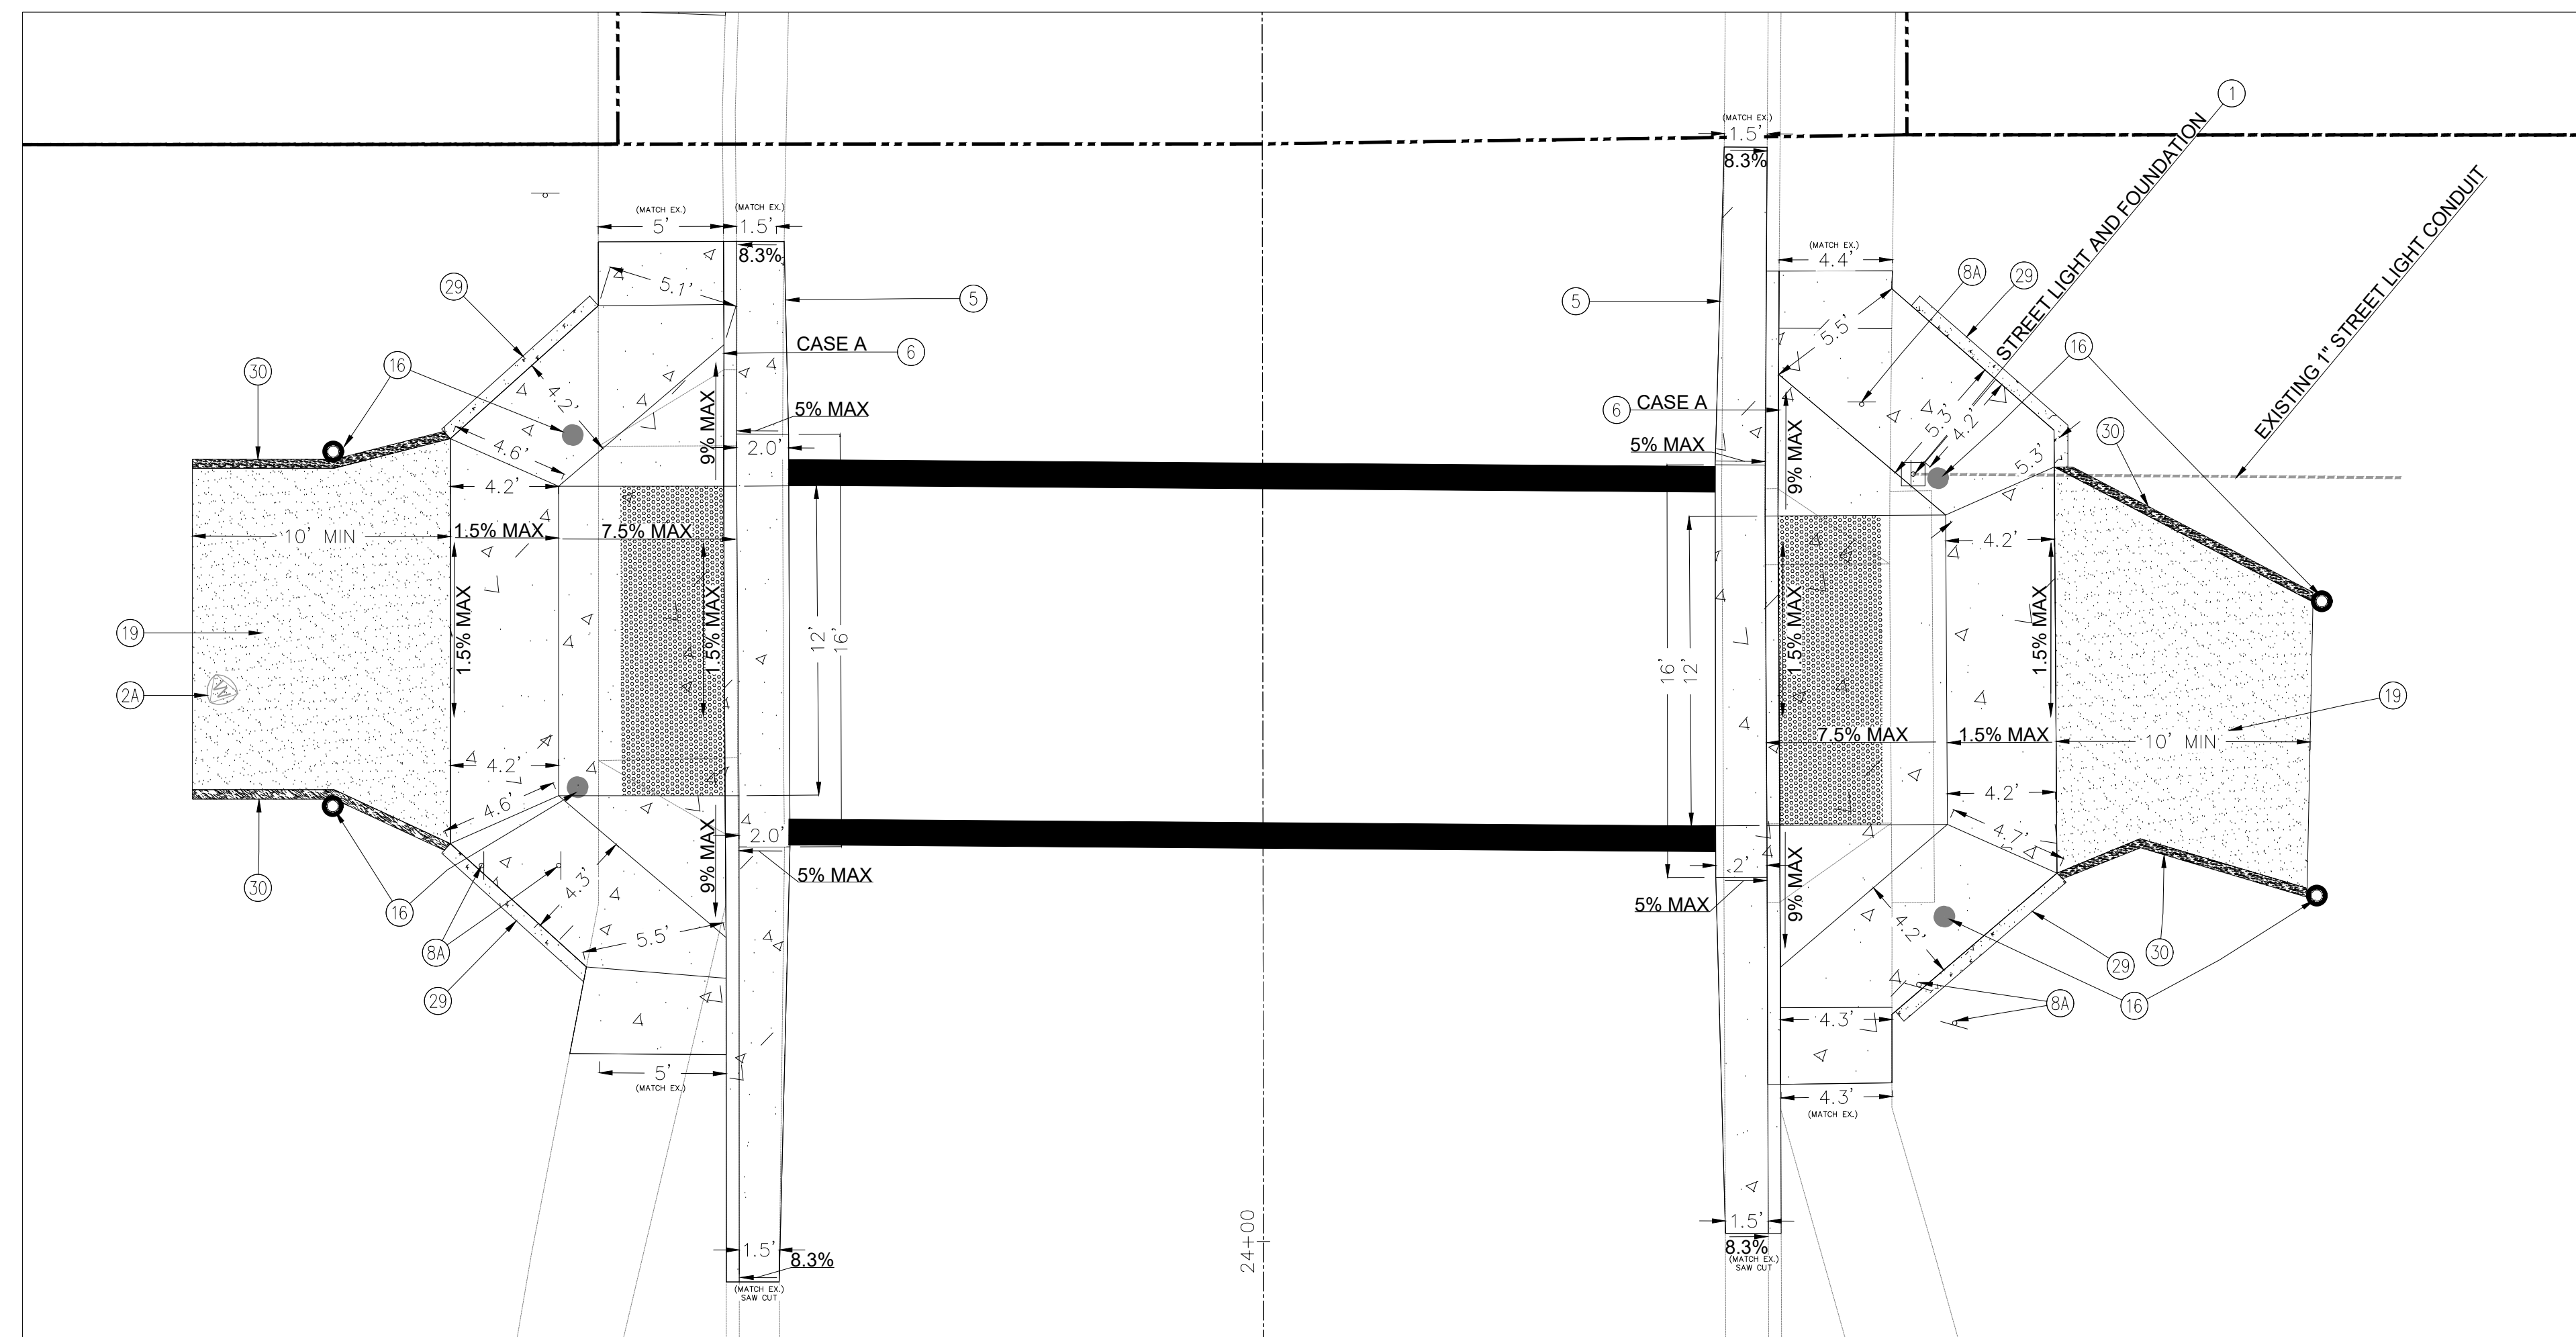 1
STREET LIGHT AND FOUNDATION
EXISTING 1" STREET LIGHT CONDUIT
(MATCH EX.)
1.5'
8.3%
(MATCH EX.)
5'
(MATCH EX.)
1.5'
8.3%
(MATCH EX.)
4.4'
29
5.1'
5
5
8A
29
5.5'
16
30
16
CASE A
6
6
CASE A
4.2'
9% MAX
5% MAX
2.0'
4.6'
4.2'
9% MAX
5% MAX
5.3'
4.2'
5.3'
30
10' MIN
1.5% MAX
7.5% MAX
4.2'
1.5% MAX
1.5% MAX
12'
16'
16'
12'
1.5% MAX
1.5% MAX
19
2A
W
19
7.5% MAX
1.5% MAX
10' MIN
4.2'
4.6'
4.2'
4.7'
9% MAX
2.0'
5% MAX
2'
5% MAX
9% MAX
30
16
8A
29
4.3'
5.5'
4.2'
29
30
8A
16
5'
(MATCH EX.)
4.3'
4.3'
(MATCH EX.)
24+00
1.5'
8.3%
(MATCH EX.)
SAW CUT
1.5'
8.3%
(MATCH EX.)
SAW CUT